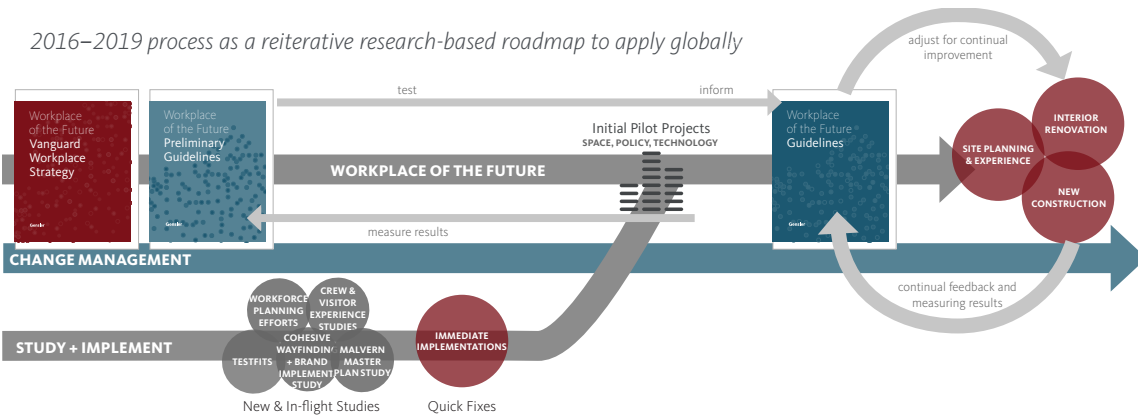 2016–2019 process as a reiterative research-based roadmap to apply globally
adjust for continual
improvement
test
inform
Workplace
of the Future
Vanguard
Workplace
Strategy
Gensler
Workplace
of the Future
Preliminary
Guidelines
Gensler
Initial Pilot Projects
SPACE, POLICY, TECHNOLOGY
Workplace
of the Future
Guidelines
Gensler
INTERIOR
RENOVATION
SITE PLANNING
& EXPERIENCE
NEW
CONSTRUCTION
WORKPLACE OF THE FUTURE
measure results
CHANGE MANAGEMENT
continual feedback and
measuring results
STUDY + IMPLEMENT
WORKFORCE
PLANNING
EFFORTS
CREW &
VISITOR
EXPERIENCE
STUDIES
TESTFITS
COHESIVE
WAYFINDING
+ BRAND
IMPLEMENT
STUDY
MALVERN
MASTER
PLAN STUDY
IMMEDIATE
IMPLEMENTATIONS
New & In-flight Studies
Quick Fixes